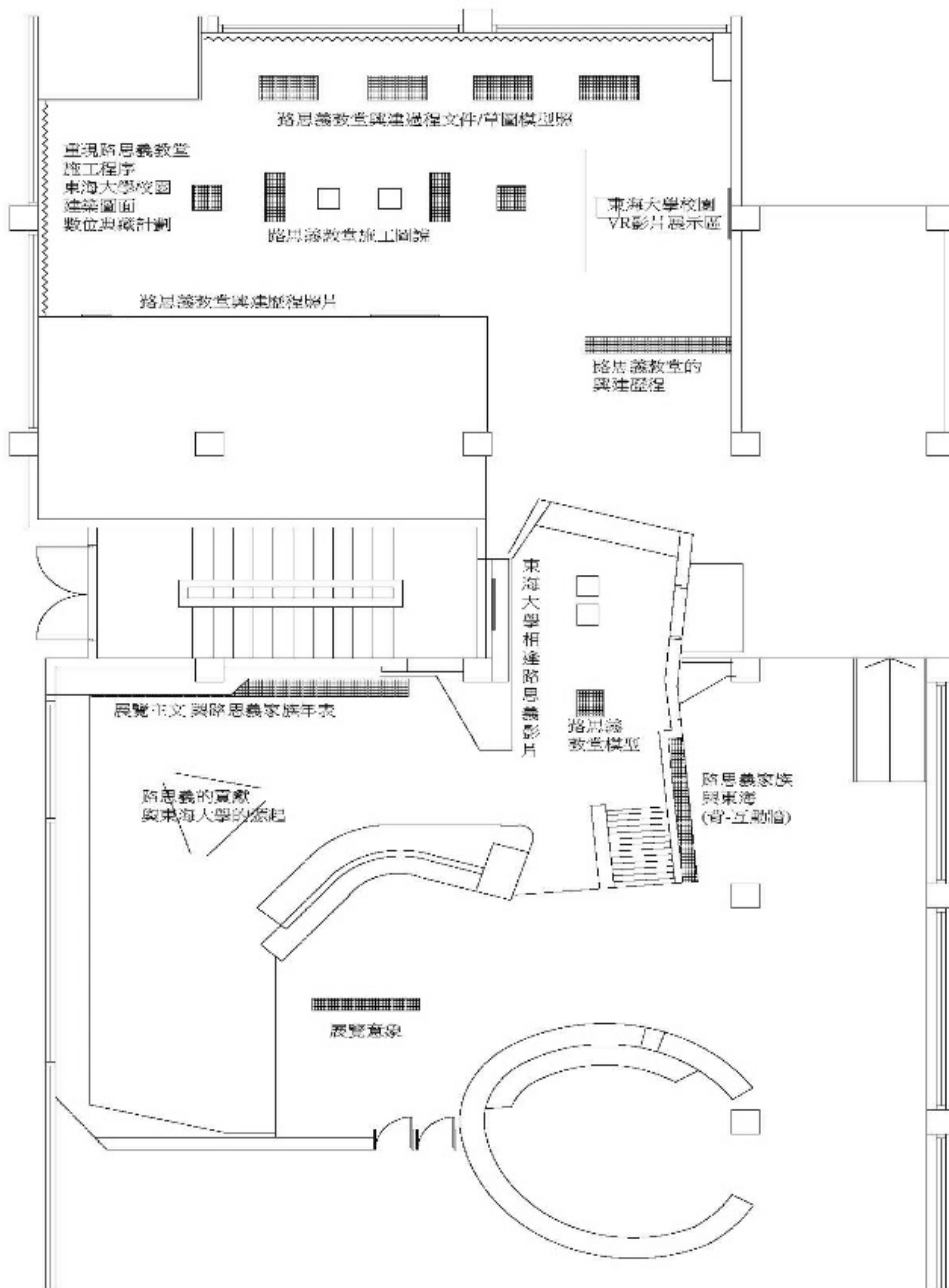 路思義教堂興建過程文件/草圖模型照
重現路思義教堂
施工程序
東海大學校園
建築圖面
數位典藏計劃
路思義教堂施工圖說
東海大學校園
VR影片展示區
路思義教堂興建歷程照片
路思義教堂的
興建歷程
東海大學相逢路思義影片
展覽主文 與路思義家族年表
路思義
教堂模型
路思義的貢獻
與東海大學的源起
路思義家族
與東海
(背-互動牆)
展覽意象